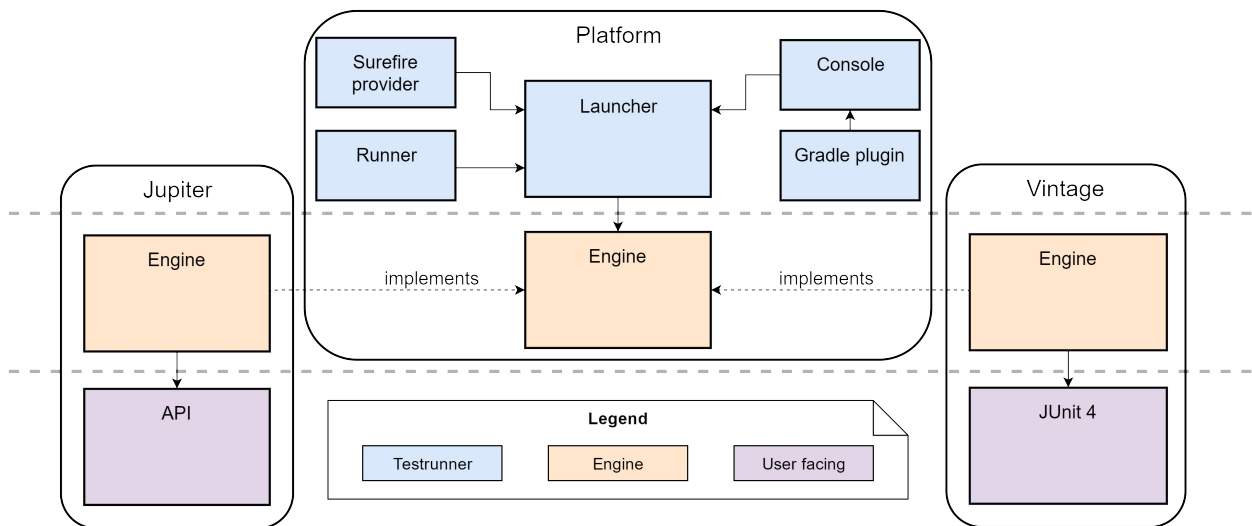 Platform
Surefire
provider
Launcher
Console
Runner
Gradle plugin
Jupiter
Vintage
Engine
Engine
Engine
implements
implements
API
JUnit 4
Legend
Testrunner
Engine
User facing